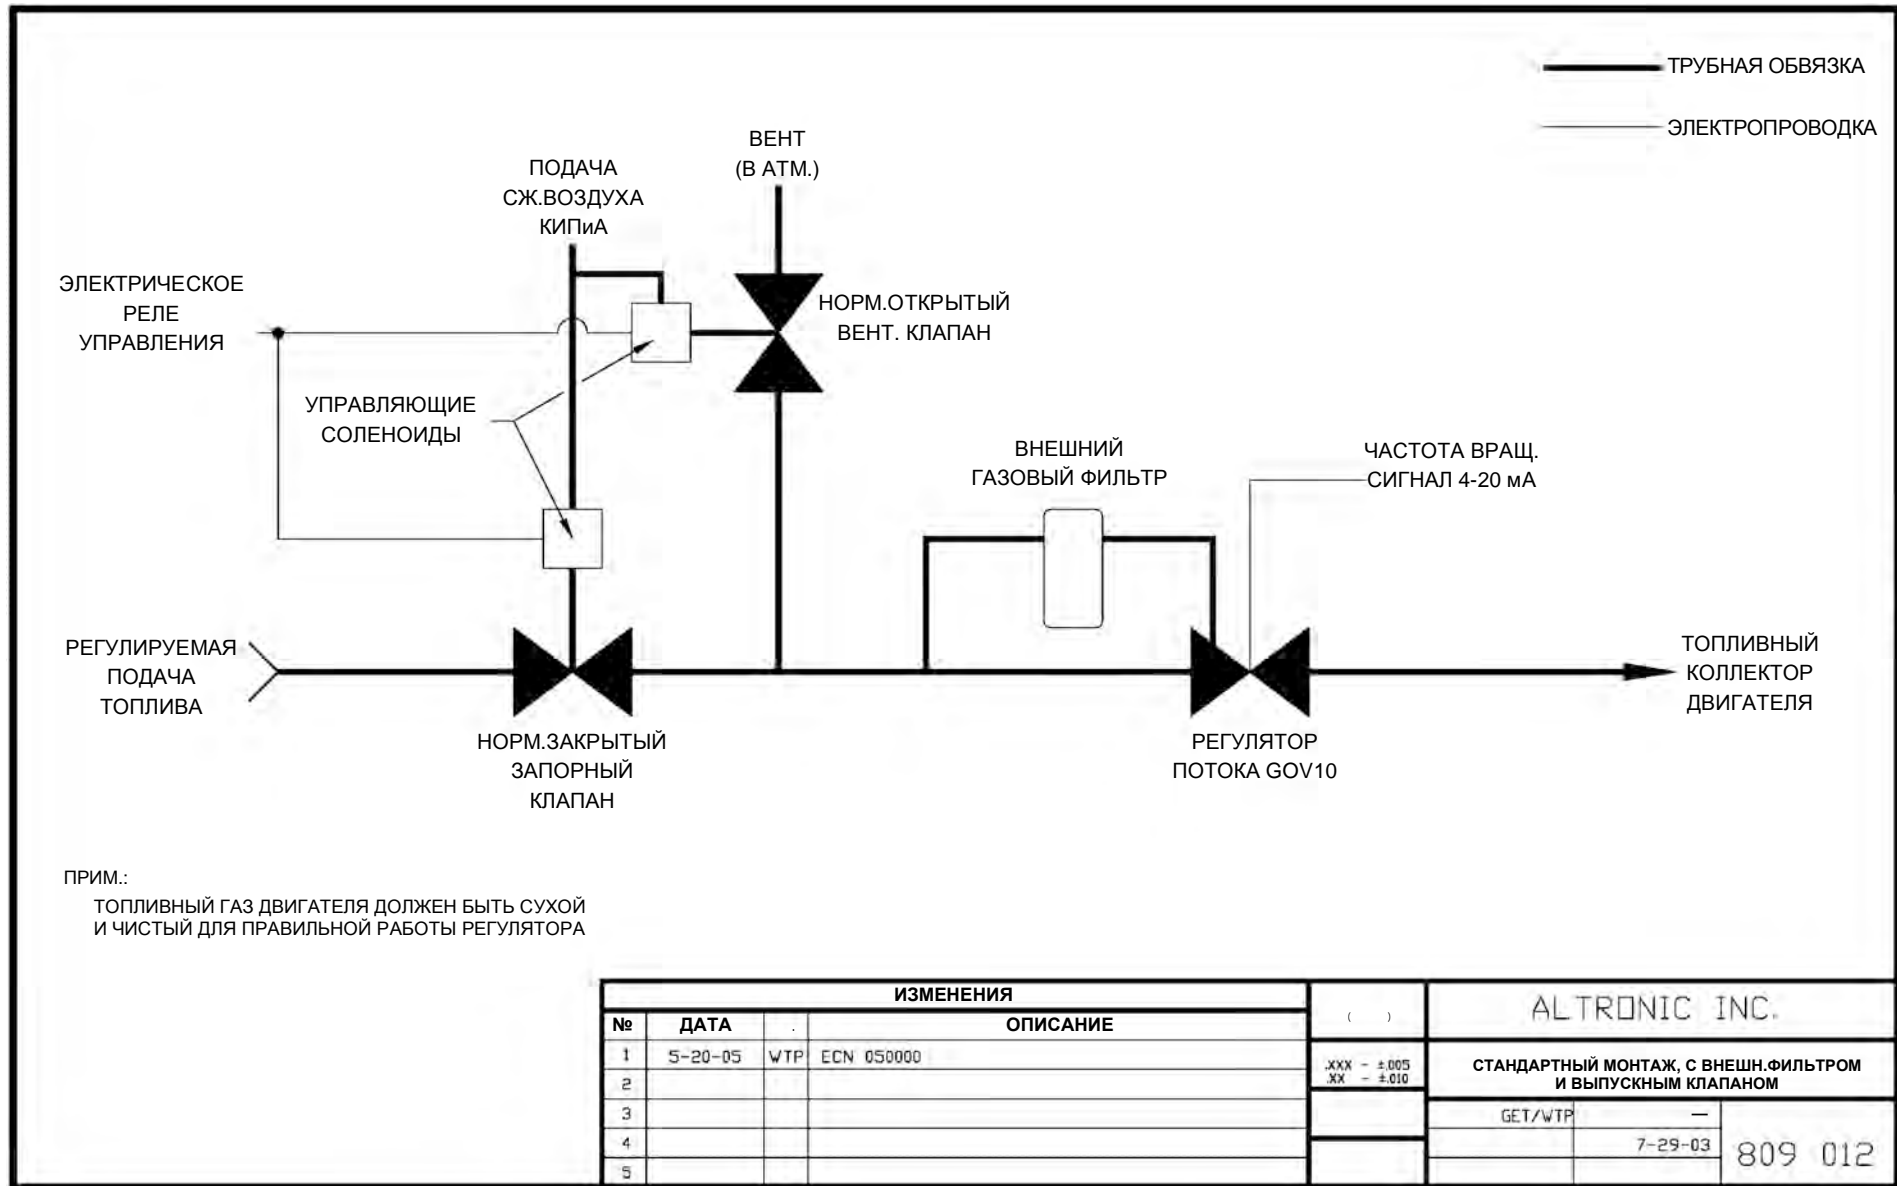 ТРУБНАЯ ОБВЯЗКА
ЭЛЕКТРОПРОВОДКА
ВЕНТ
(В АТМ.)
ПОДАЧА
СЖ.ВОЗДУХА
КИПиА
ЭЛЕКТРИЧЕСКОЕ
РЕЛЕ
УПРАВЛЕНИЯ
НОРМ.ОТКРЫТЫЙ
ВЕНТ. КЛАПАН
УПРАВЛЯЮЩИЕ
СОЛЕНОИДЫ
ВНЕШНИЙ
ГАЗОВЫЙ ФИЛЬТР
ЧАСТОТА ВРАЩ.
СИГНАЛ 4-20 мА
РЕГУЛИРУЕМАЯ
ПОДАЧА
ТОПЛИВА
ТОПЛИВНЫЙ
КОЛЛЕКТОР
ДВИГАТЕЛЯ
НОРМ.ЗАКРЫТЫЙ
ЗАПОРНЫЙ
КЛАПАН
РЕГУЛЯТОР
ПОТОКА GOV10
ПРИМ.:
ТОПЛИВНЫЙ ГАЗ ДВИГАТЕЛЯ ДОЛЖЕН БЫТЬ СУХОЙ
И ЧИСТЫЙ ДЛЯ ПРАВИЛЬНОЙ РАБОТЫ РЕГУЛЯТОРА
ИЗМЕНЕНИЯ
№ ДАТА . ОПИСАНИЕ
1 5-20-05 WTP ECN 050000
2
3
4
5
( )
.XXX - ±.005
.XX - ±.010
ALTRONIC INC.
СТАНДАРТНЫЙ МОНТАЖ, С ВНЕШН.ФИЛЬТРОМ
И ВЫПУСКНЫМ КЛАПАНОМ
GET/WTP —
7-29-03
809 012